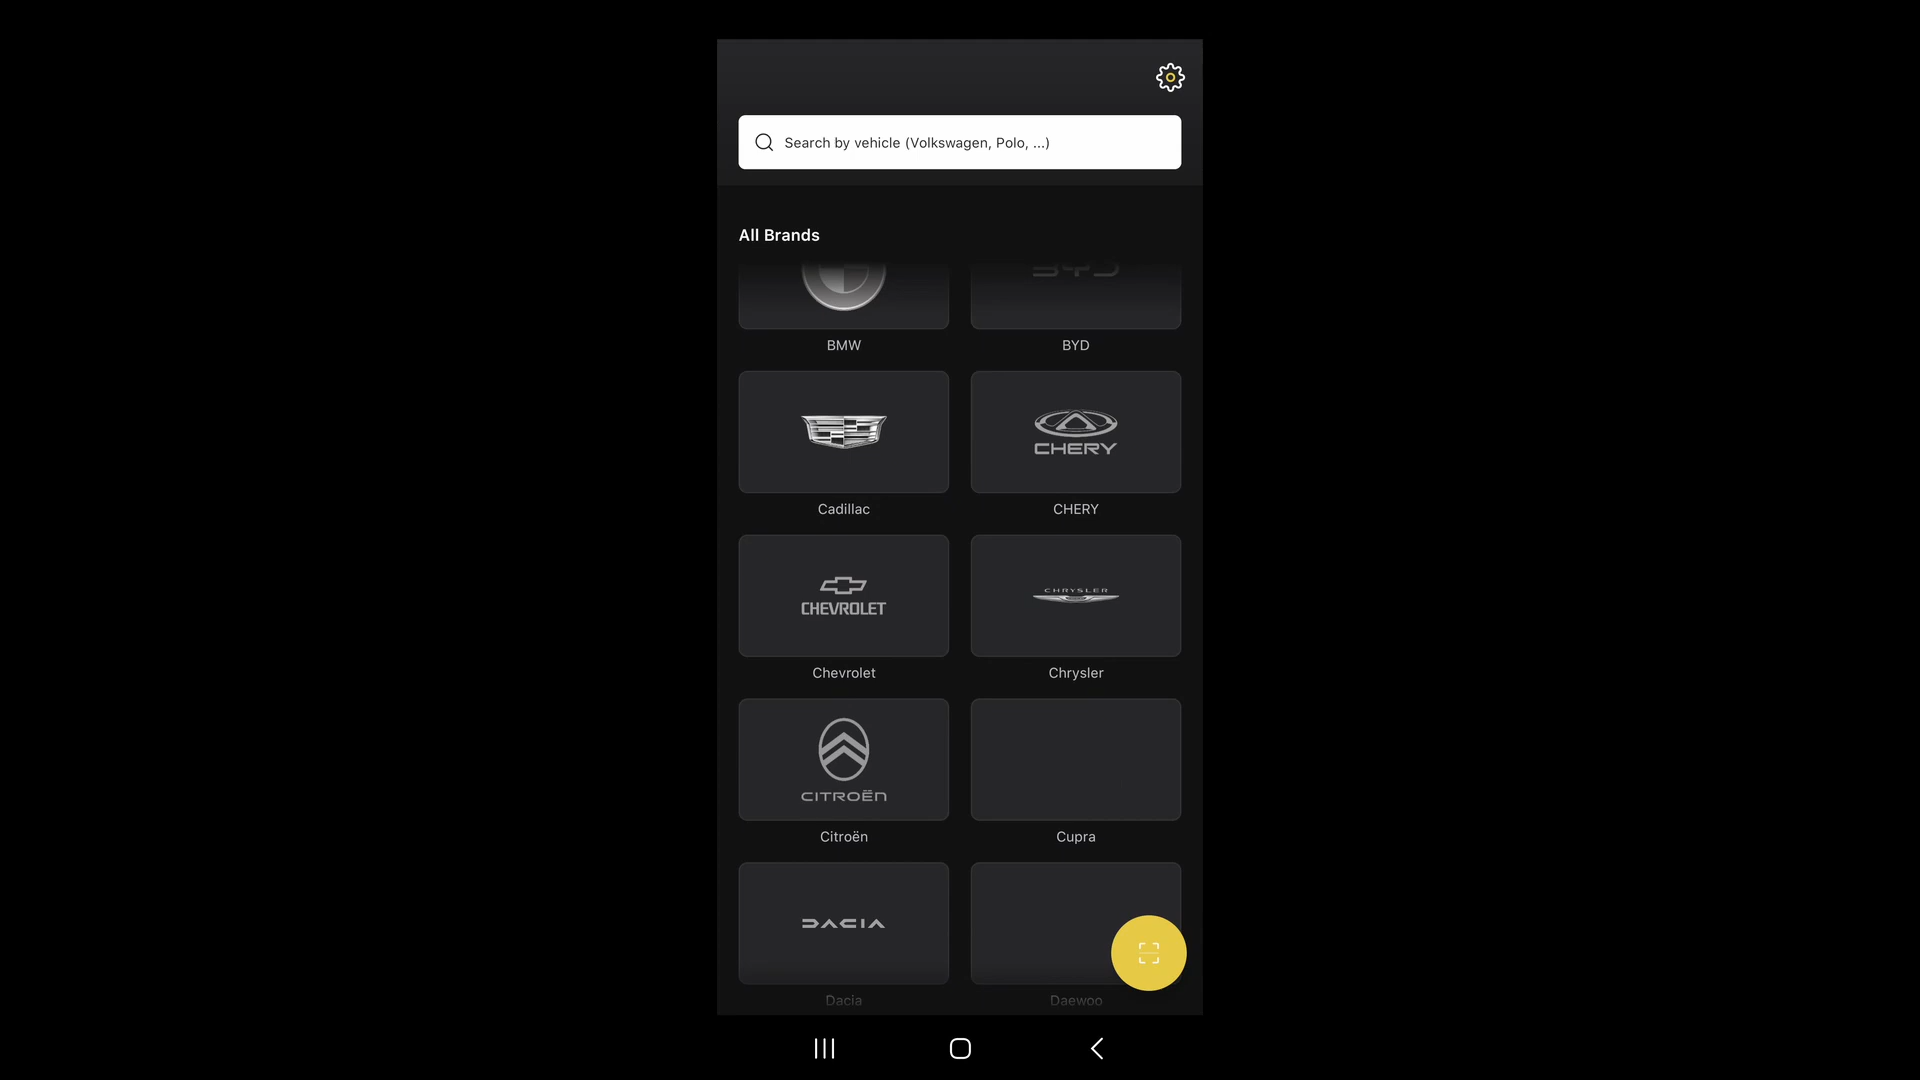 Search by vehicle (Volkswagen, Polo, ...)
All Brands
BYD
BMW
BYD
CHERY
Cadillac
CHERY
CHEVROLET
CHRYSLER
Chevrolet
Chrysler
CITROËN
Citroën
Cupra
DACIA
Dacia
Daewoo